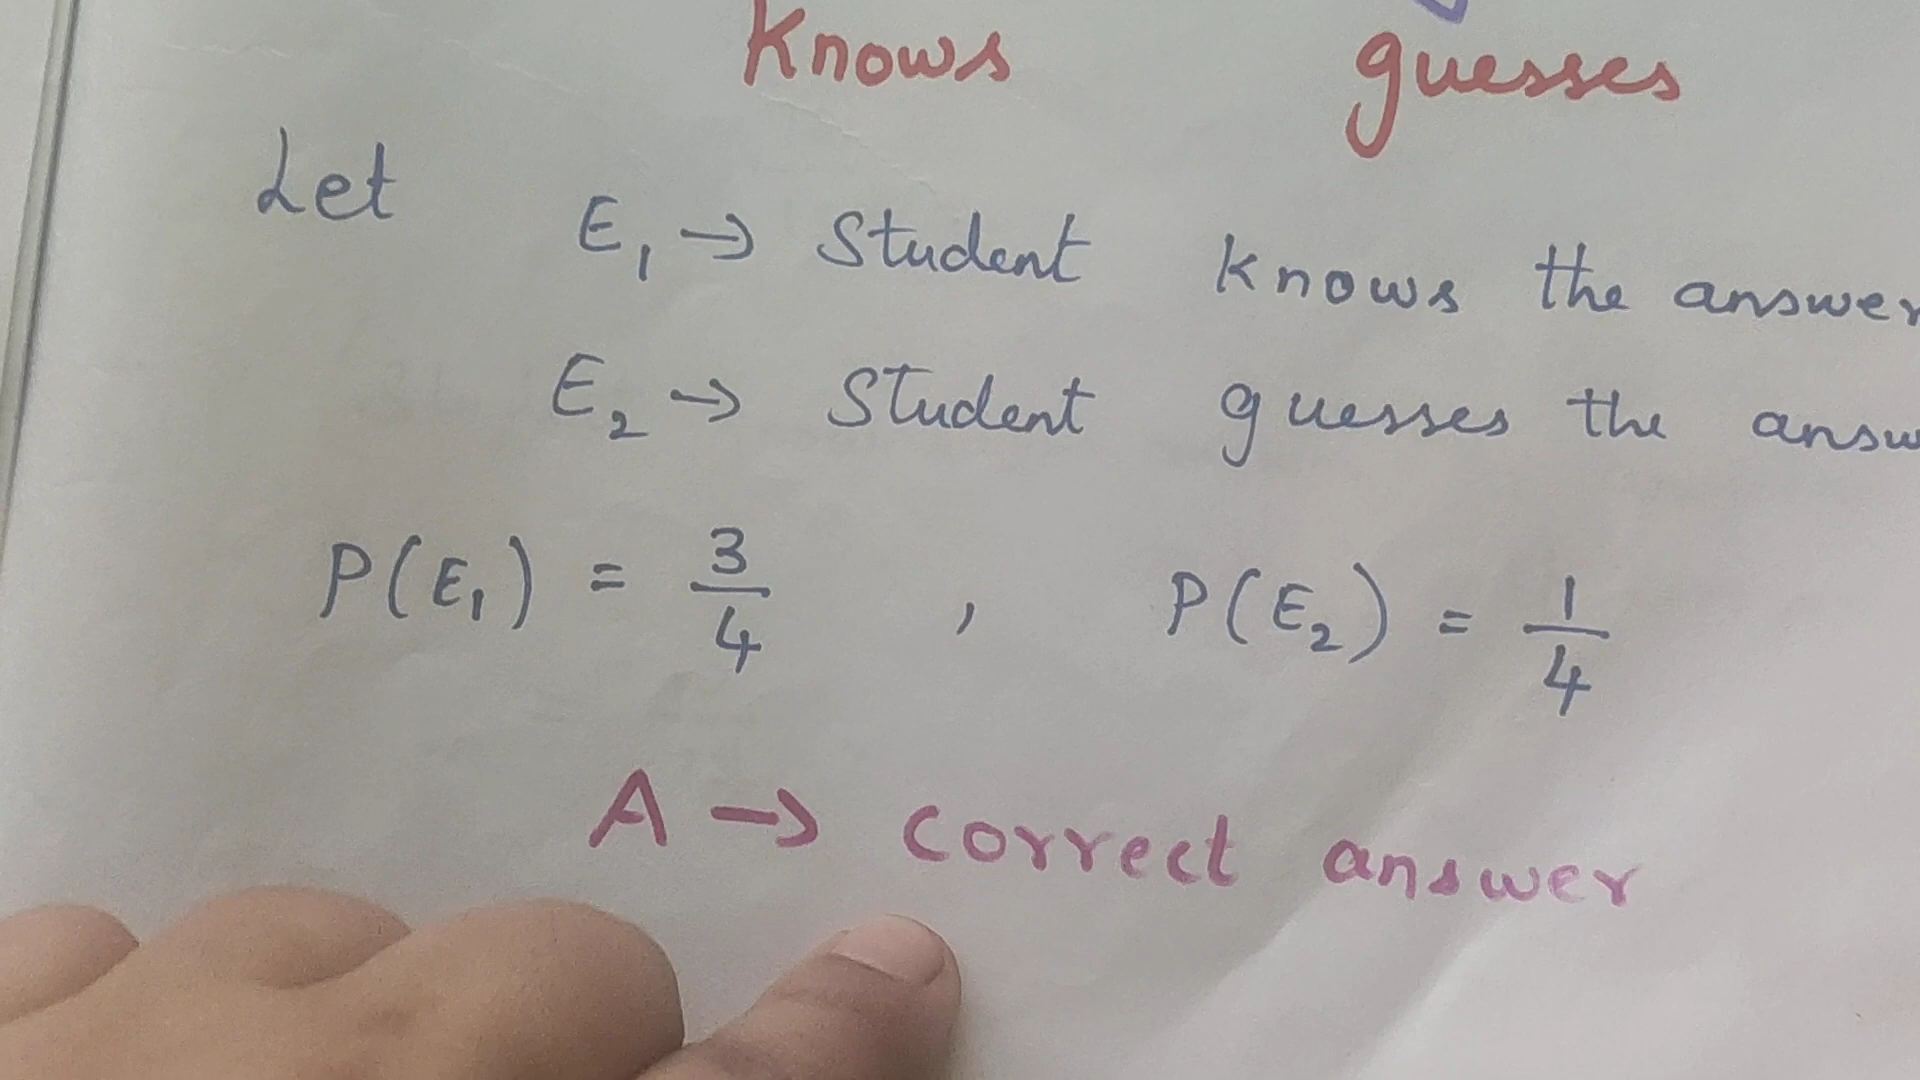 Knows guesses
Let E₁ → Student knows the answer
E₂ → Student guesses the answ
P(E₁) = 3/4 , P(E₂) = 1/4
A → correct answer